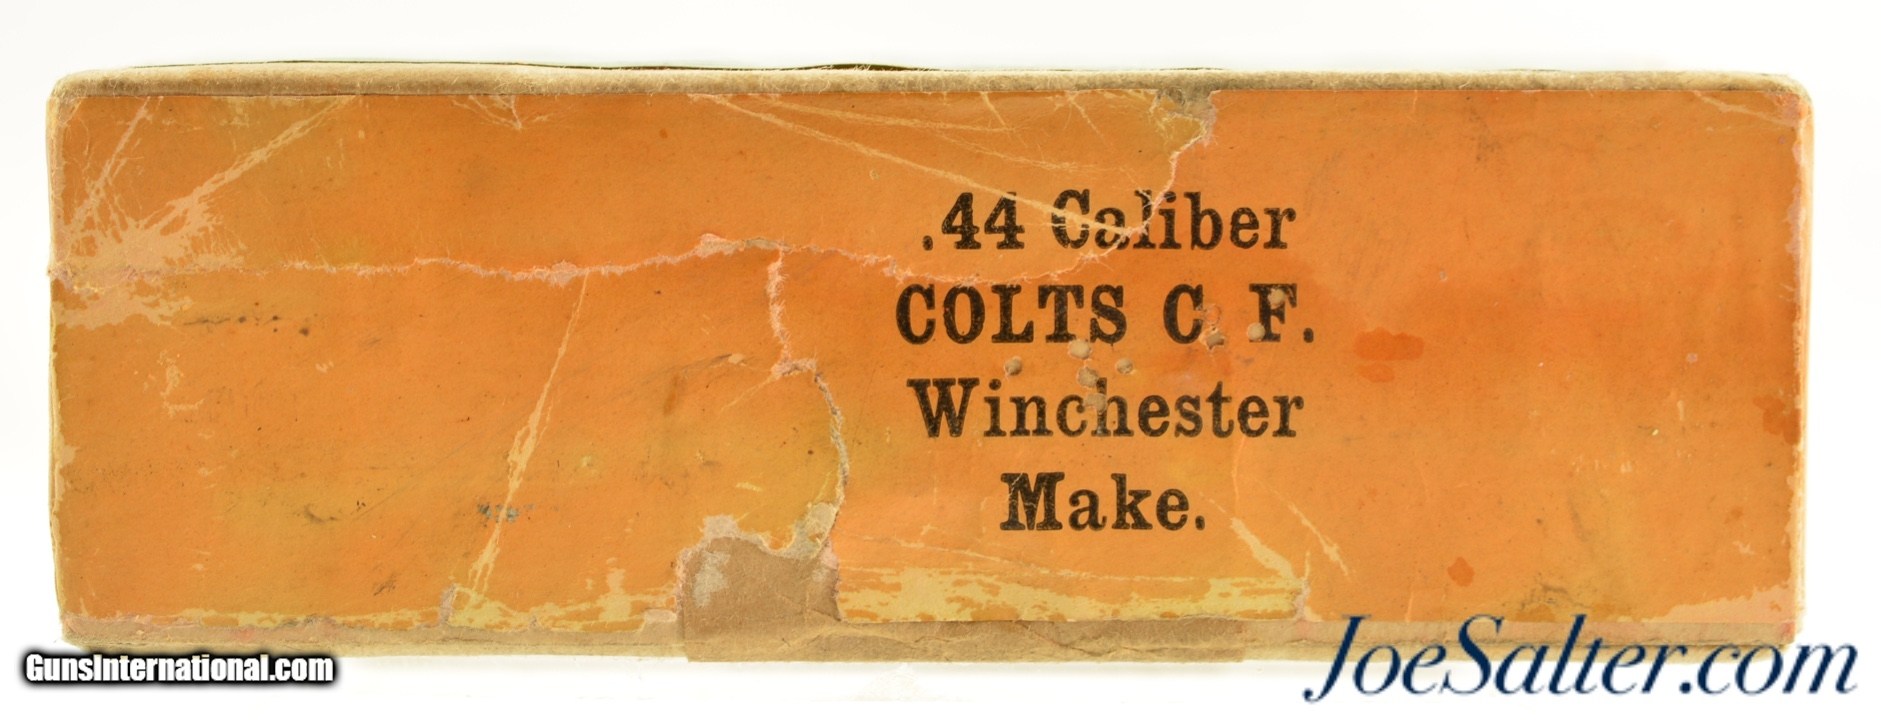 .44 Caliber
COLTS C. F.
Winchester
Make.
GunsInternational.com
JoeSalter.com